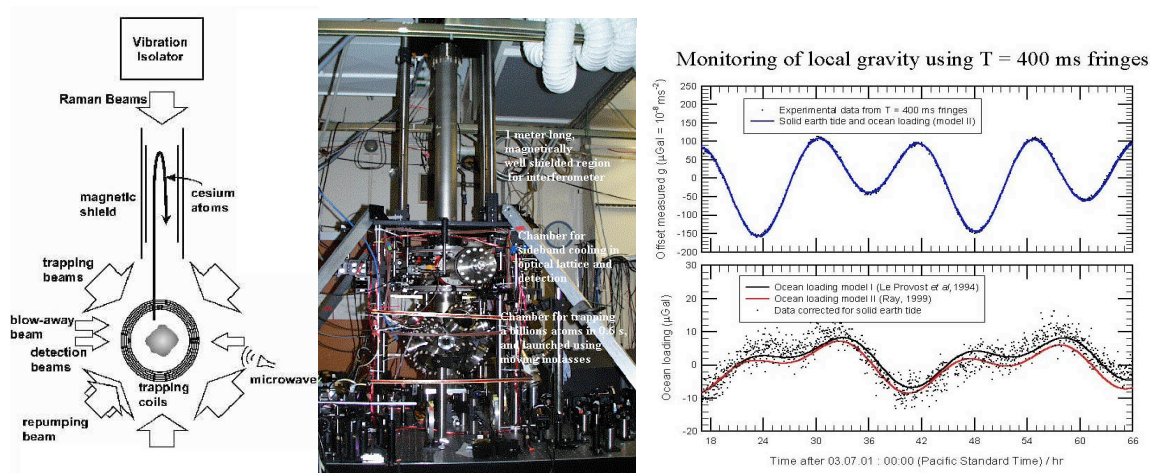 Vibration
Isolator
Raman Beams
magnetic
shield
cesium
atoms
trapping
beams
blow-away
beam
detection
beams
trapping
coils
microwave
repumping
beam
1 meter long,
magnetically
well shielded region
for interferometer
Chamber for
sideband cooling in
optical lattice and
detection
Chamber for trapping
a billions atoms in 0.6 s,
and launched using
moving molasses
Monitoring of local gravity using T = 400 ms fringes
Offset measured g (µGal = 10⁻⁸ ms⁻²)
250
200
150
100
50
0
-50
-100
-150
-200
Experimental data from T = 400 ms fringes
Solid earth tide and ocean loading (model II)
Ocean loading (µGal)
30
20
10
0
-10
-20
Ocean loading model I (Le Provost et al, 1994)
Ocean loading model II (Ray, 1999)
Data corrected for solid earth tide
18 24 30 36 42 48 54 60 66
Time after 03.07.01 : 00:00 (Pacific Standard Time) / hr